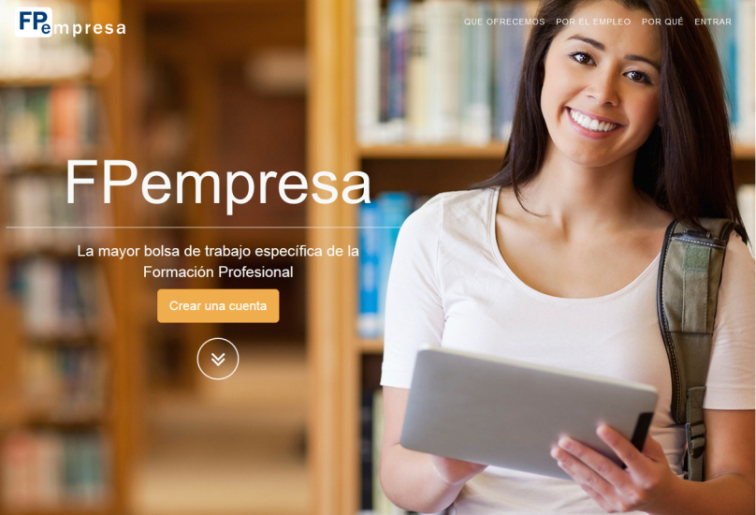 FPempresa
QUE OFRECEMOS POR EL EMPLEO POR QUÉ ENTRAR
FPempresa
La mayor bolsa de trabajo específica de la
Formación Profesional
Crear una cuenta